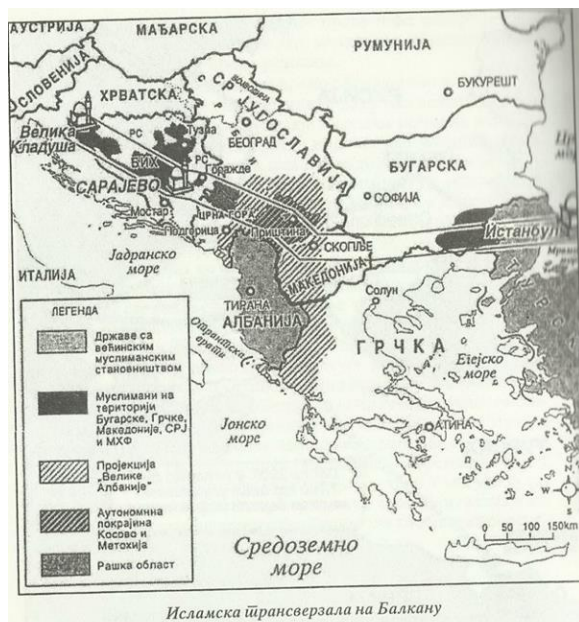 АУСТРИЈА
МАЂАРСКА
РУМУНИЈА
СЛОВЕНИЈА
ХРВАТСКА
БУКУРЕШТ
СР ЈУГОСЛАВИЈА
Велика
Кладуша
РС
Тузла
БЕОГРАД
БИХ
РС
Горажде
БУГАРСКА
САРАЈЕВО
СОФИЈА
Мостар
ЦРНА ГОРА
Подгорица
Приштина
СКОПЉЕ
Истанбул
Јадранско
море
МАКЕДОНИЈА
ИТАЛИЈА
Солун
ТИРАНА
АЛБАНИЈА
Отрантска
врата
ГРЧКА
Егејско
море
Јонско
море
АТИНА
N
W
S
0 50 100 150km
Средоземно
море
ЛЕГЕНДА
Државе са
већинским
муслиманским
становништвом
Муслимани на
територији
Бугарске, Грчке,
Македоније, СРЈ
и МХФ
Пројекција
„Велике
Албаније"
Аутономна
покрајина
Косово и
Метохија
Рашка област
Исламска трансверзала на Балкану